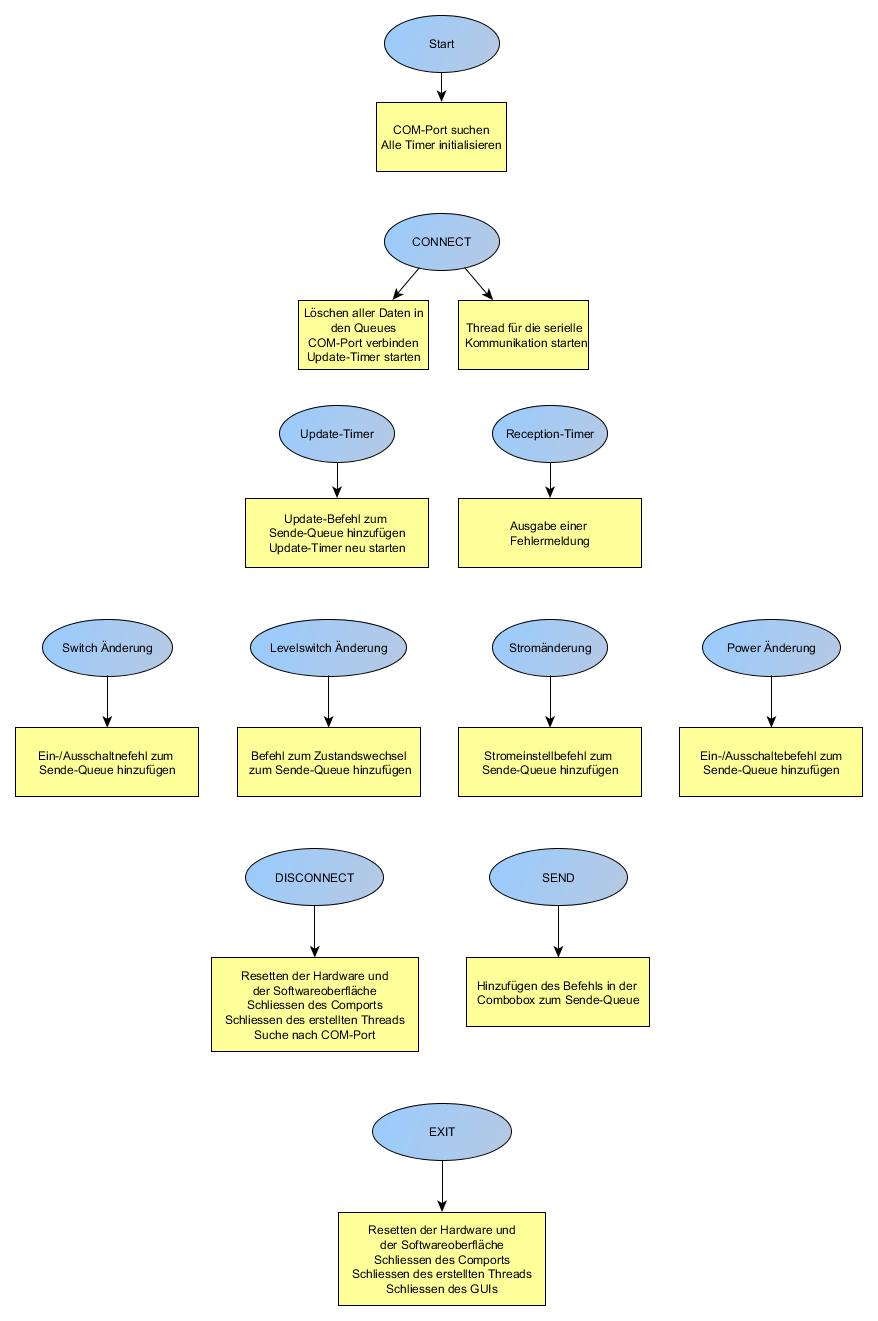 Start
COM-Port suchen
Alle Timer initialisieren
CONNECT
Löschen aller Daten in
den Queues
COM-Port verbinden
Update-Timer starten
Thread für die serielle
Kommunikation starten
Update-Timer
Reception-Timer
Update-Befehl zum
Sende-Queue hinzufügen
Update-Timer neu starten
Ausgabe einer
Fehlermeldung
Switch Änderung
Levelswitch Änderung
Stromänderung
Power Änderung
Ein-/Ausschaltnefehl zum
Sende-Queue hinzufügen
Befehl zum Zustandswechsel
zum Sende-Queue hinzufügen
Stromeinstellbefehl zum
Sende-Queue hinzufügen
Ein-/Ausschaltebefehl zum
Sende-Queue hinzufügen
DISCONNECT
SEND
Resetten der Hardware und
der Softwareoberfläche
Schliessen des Comports
Schliessen des erstellten Threads
Suche nach COM-Port
Hinzufügen des Befehls in der
Combobox zum Sende-Queue
EXIT
Resetten der Hardware und
der Softwareoberfläche
Schliessen des Comports
Schliessen des erstellten Threads
Schliessen des GUIs